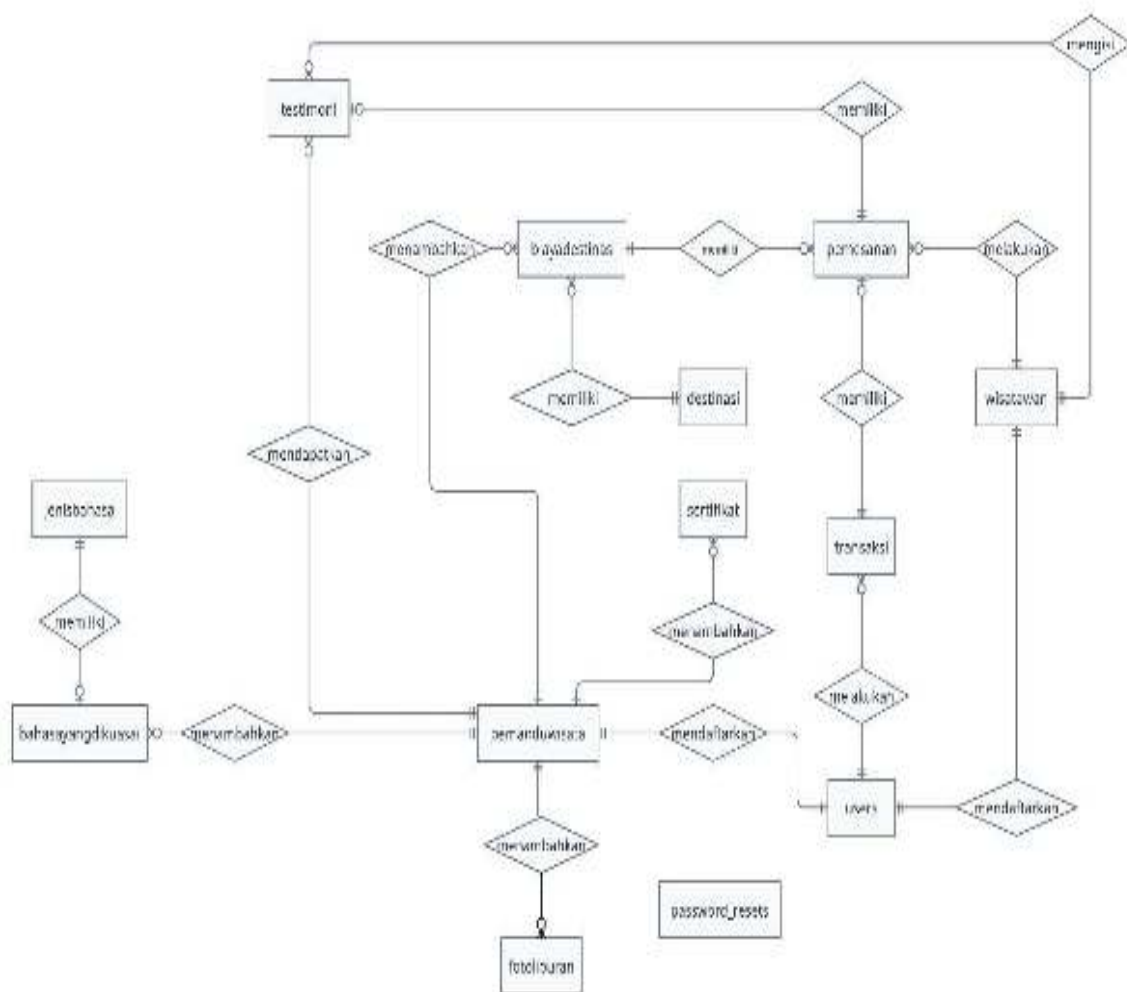 mengisi
testimoni
memiliki
menambahkan
biayadestinasi
memiliki
pemesanan
melakukan
memiliki
destinasi
memiliki
wisatawan
mendapatkan
jenisbahasa
sertifikat
transaksi
memiliki
menambahkan
melakukan
bahasayangdikuasai
menambahkan
pemanduwisata
mendaftarkan
users
mendaftarkan
menambahkan
password_resets
fotoliburan